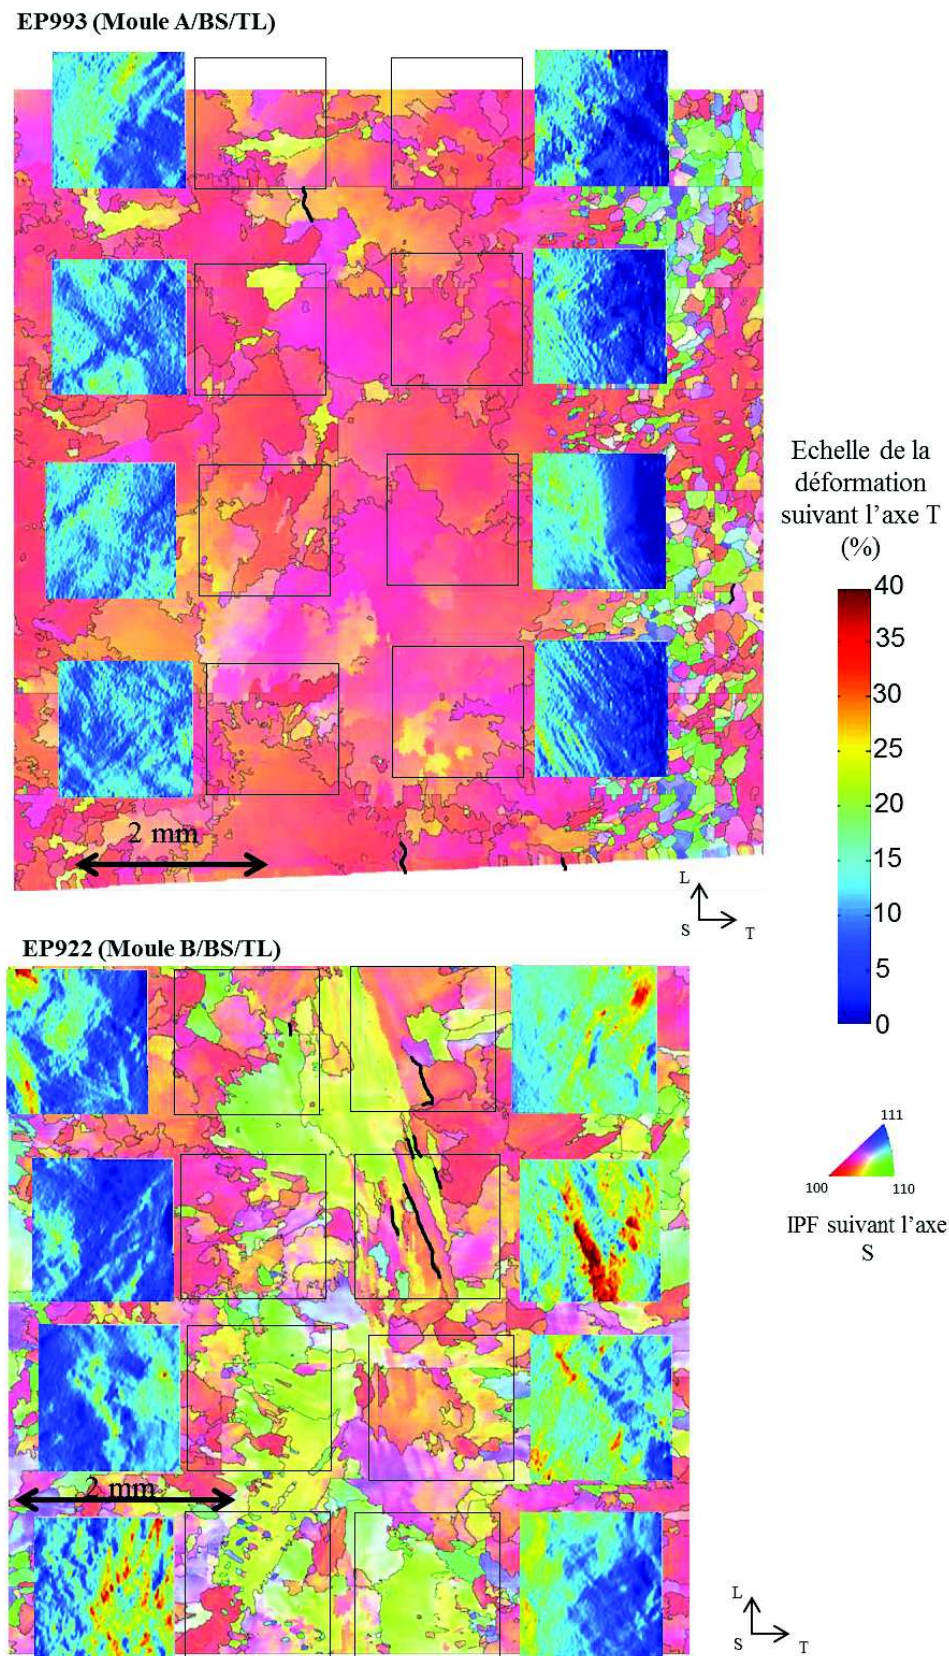 EP993 (Moule A/BS/TL)
2 mm
L
S
T
Echelle de la
déformation
suivant l'axe T
(%)
40
35
30
25
20
15
10
5
0
EP922 (Moule B/BS/TL)
111
100
110
IPF suivant l'axe
S
2 mm
L
S
T